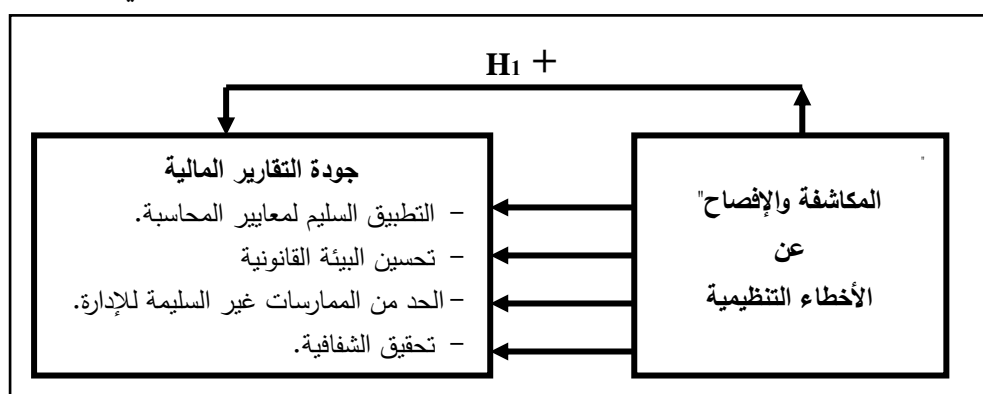 H1 +
المكاشفة والإفصاح"
عن
الأخطاء التنظيمية
جودة التقارير المالية
- التطبيق السليم لمعايير المحاسبة.
- تحسين البيئة القانونية
- الحد من الممارسات غير السليمة للإدارة.
- تحقيق الشفافية.